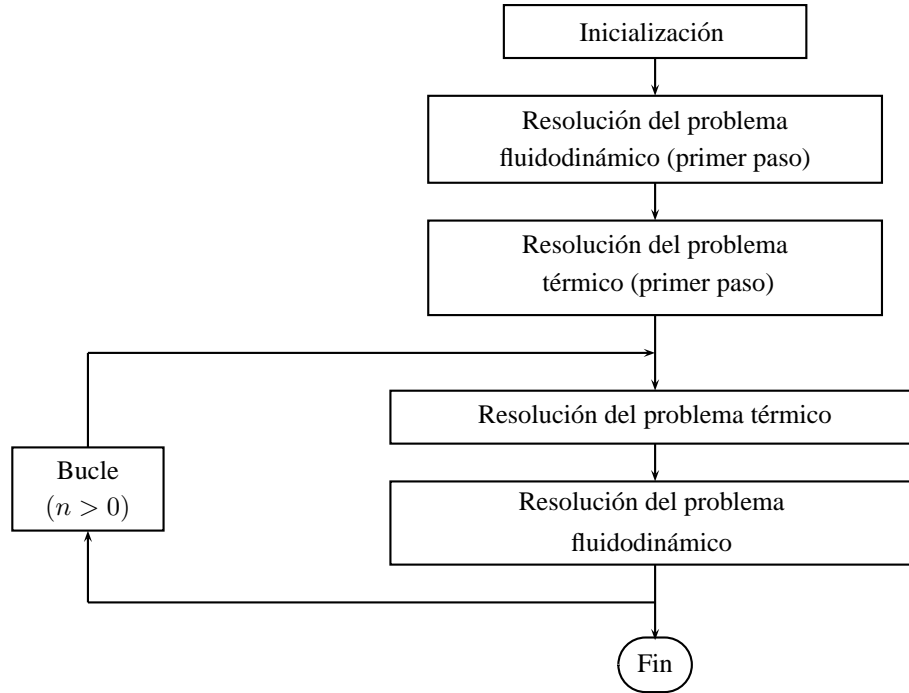 Inicialización
Resolución del problema
fluidodinámico (primer paso)
Resolución del problema
térmico (primer paso)
Resolución del problema térmico
Bucle
(n > 0)
Resolución del problema
fluidodinámico
Fin